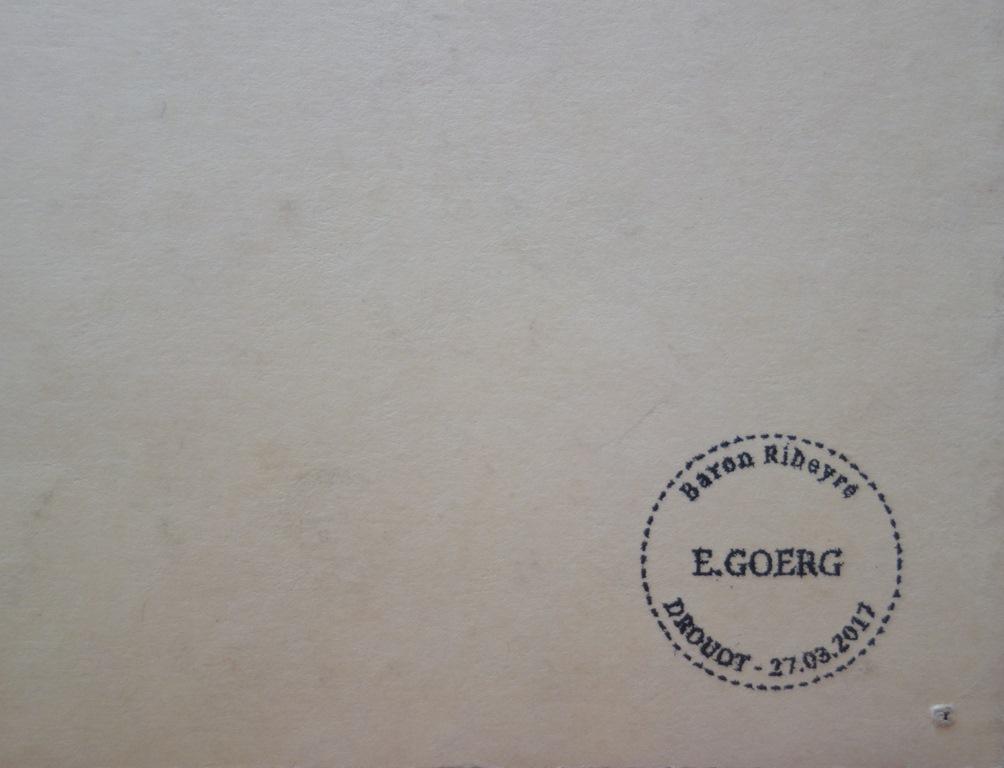 Baron Ribeyre
E.GOERG
DROUOT - 27.03.2017